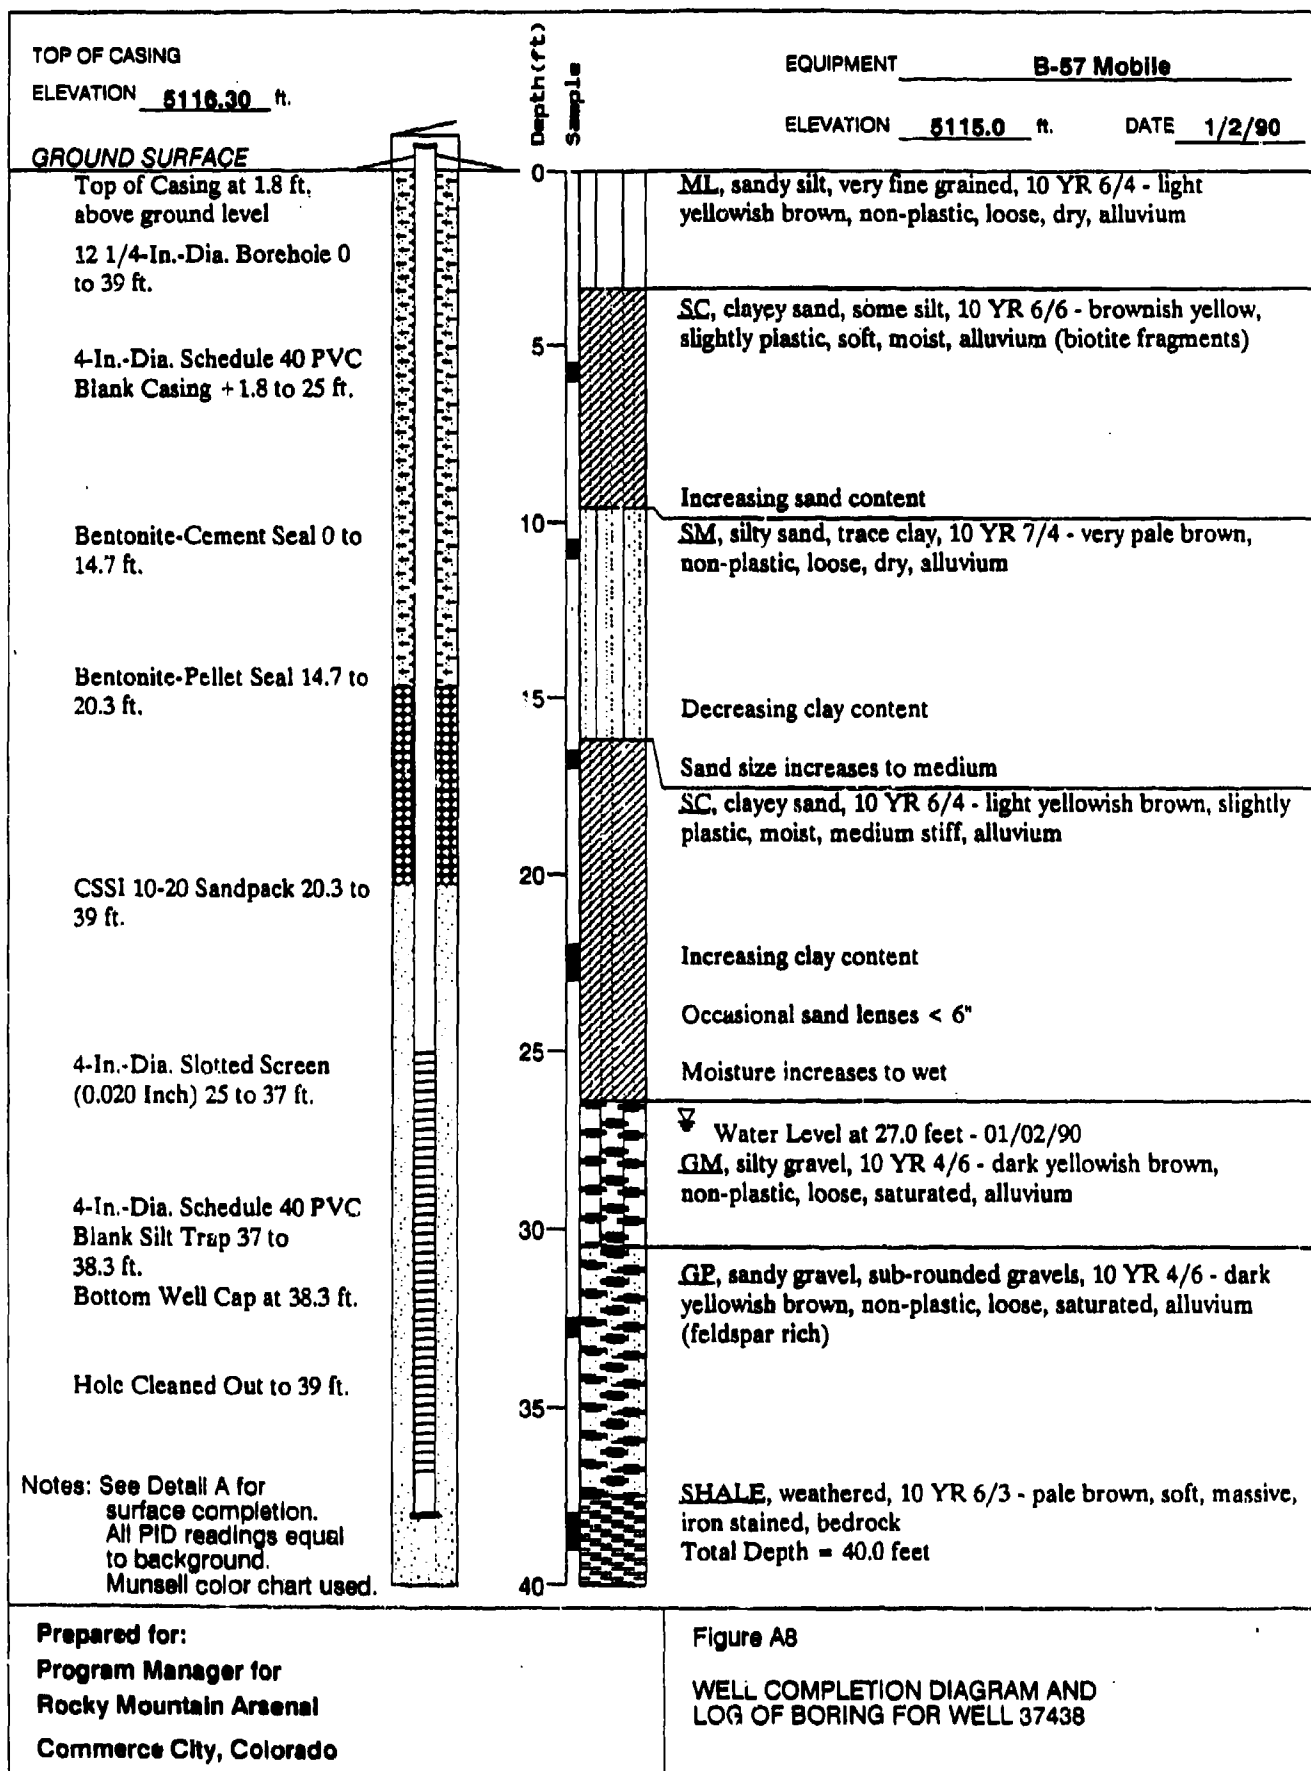 TOP OF CASING
ELEVATION 5116.30 ft.
GROUND SURFACE
Depth(ft)
Sample
EQUIPMENT B-57 Mobile
ELEVATION 5115.0 ft. DATE 1/2/90
Top of Casing at 1.8 ft.
above ground level
12 1/4-In.-Dia. Borehole 0
to 39 ft.
4-In.-Dia. Schedule 40 PVC
Blank Casing +1.8 to 25 ft.
Bentonite-Cement Seal 0 to
14.7 ft.
Bentonite-Pellet Seal 14.7 to
20.3 ft.
CSSI 10-20 Sandpack 20.3 to
39 ft.
4-In.-Dia. Slotted Screen
(0.020 Inch) 25 to 37 ft.
4-In.-Dia. Schedule 40 PVC
Blank Silt Trap 37 to
38.3 ft.
Bottom Well Cap at 38.3 ft.
Hole Cleaned Out to 39 ft.
Notes: See Detail A for
surface completion.
All PID readings equal
to background.
Munsell color chart used.
0
5
10
15
20
25
30
35
40
ML, sandy silt, very fine grained, 10 YR 6/4 - light
yellowish brown, non-plastic, loose, dry, alluvium
SC, clayey sand, some silt, 10 YR 6/6 - brownish yellow,
slightly plastic, soft, moist, alluvium (biotite fragments)
Increasing sand content
SM, silty sand, trace clay, 10 YR 7/4 - very pale brown,
non-plastic, loose, dry, alluvium
Decreasing clay content
Sand size increases to medium
SC, clayey sand, 10 YR 6/4 - light yellowish brown, slightly
plastic, moist, medium stiff, alluvium
Increasing clay content
Occasional sand lenses < 6"
Moisture increases to wet
Water Level at 27.0 feet - 01/02/90
GM, silty gravel, 10 YR 4/6 - dark yellowish brown,
non-plastic, loose, saturated, alluvium
GP, sandy gravel, sub-rounded gravels, 10 YR 4/6 - dark
yellowish brown, non-plastic, loose, saturated, alluvium
(feldspar rich)
SHALE, weathered, 10 YR 6/3 - pale brown, soft, massive,
iron stained, bedrock
Total Depth = 40.0 feet
Prepared for:
Program Manager for
Rocky Mountain Arsenal
Commerce City, Colorado
Figure A8
WELL COMPLETION DIAGRAM AND
LOG OF BORING FOR WELL 37438